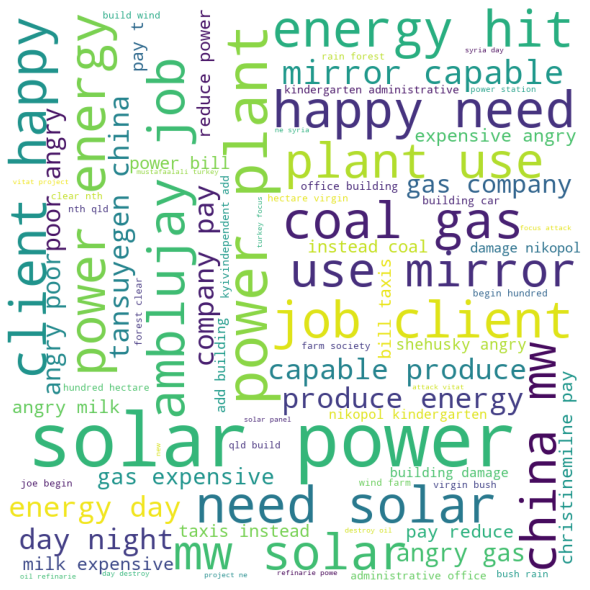 build wind
pay t
reduce power
energy hit
syria day
rain forest
mirror capable
kindergarten administrative
power station
client happy
poor angry
power energy
tansuyegen china
amblujay job
power plant
happy need
ne syria
expensive angry
mustafaalali turkey
vitat project
power bill
plant use
office building
gas company
clear nth
nth qld
hectare virgin
building car
kyivindependent add
turkey focus
focus attack
angry poor
forest clear
company pay
coal gas
instead coal
damage nikopol
use mirror
begin hundred
bill taxis
add building
job client
farm society
shehusky angry
capable produce
hundred hectare
attack vitat
produce energy
angry milk
nikopol kindergarten
china mw
christinemilne pay
solar power
solar panel
qld build
new
wind farm
virgin bush
building damage
joe begin
gas expensive
energy day
need solar
day night
mw solar
taxis instead
destroy oil
pay reduce
angry gas
milk expensive
oil refinarie
day destroy
project me
refinarie pome
administrative office
bush rain